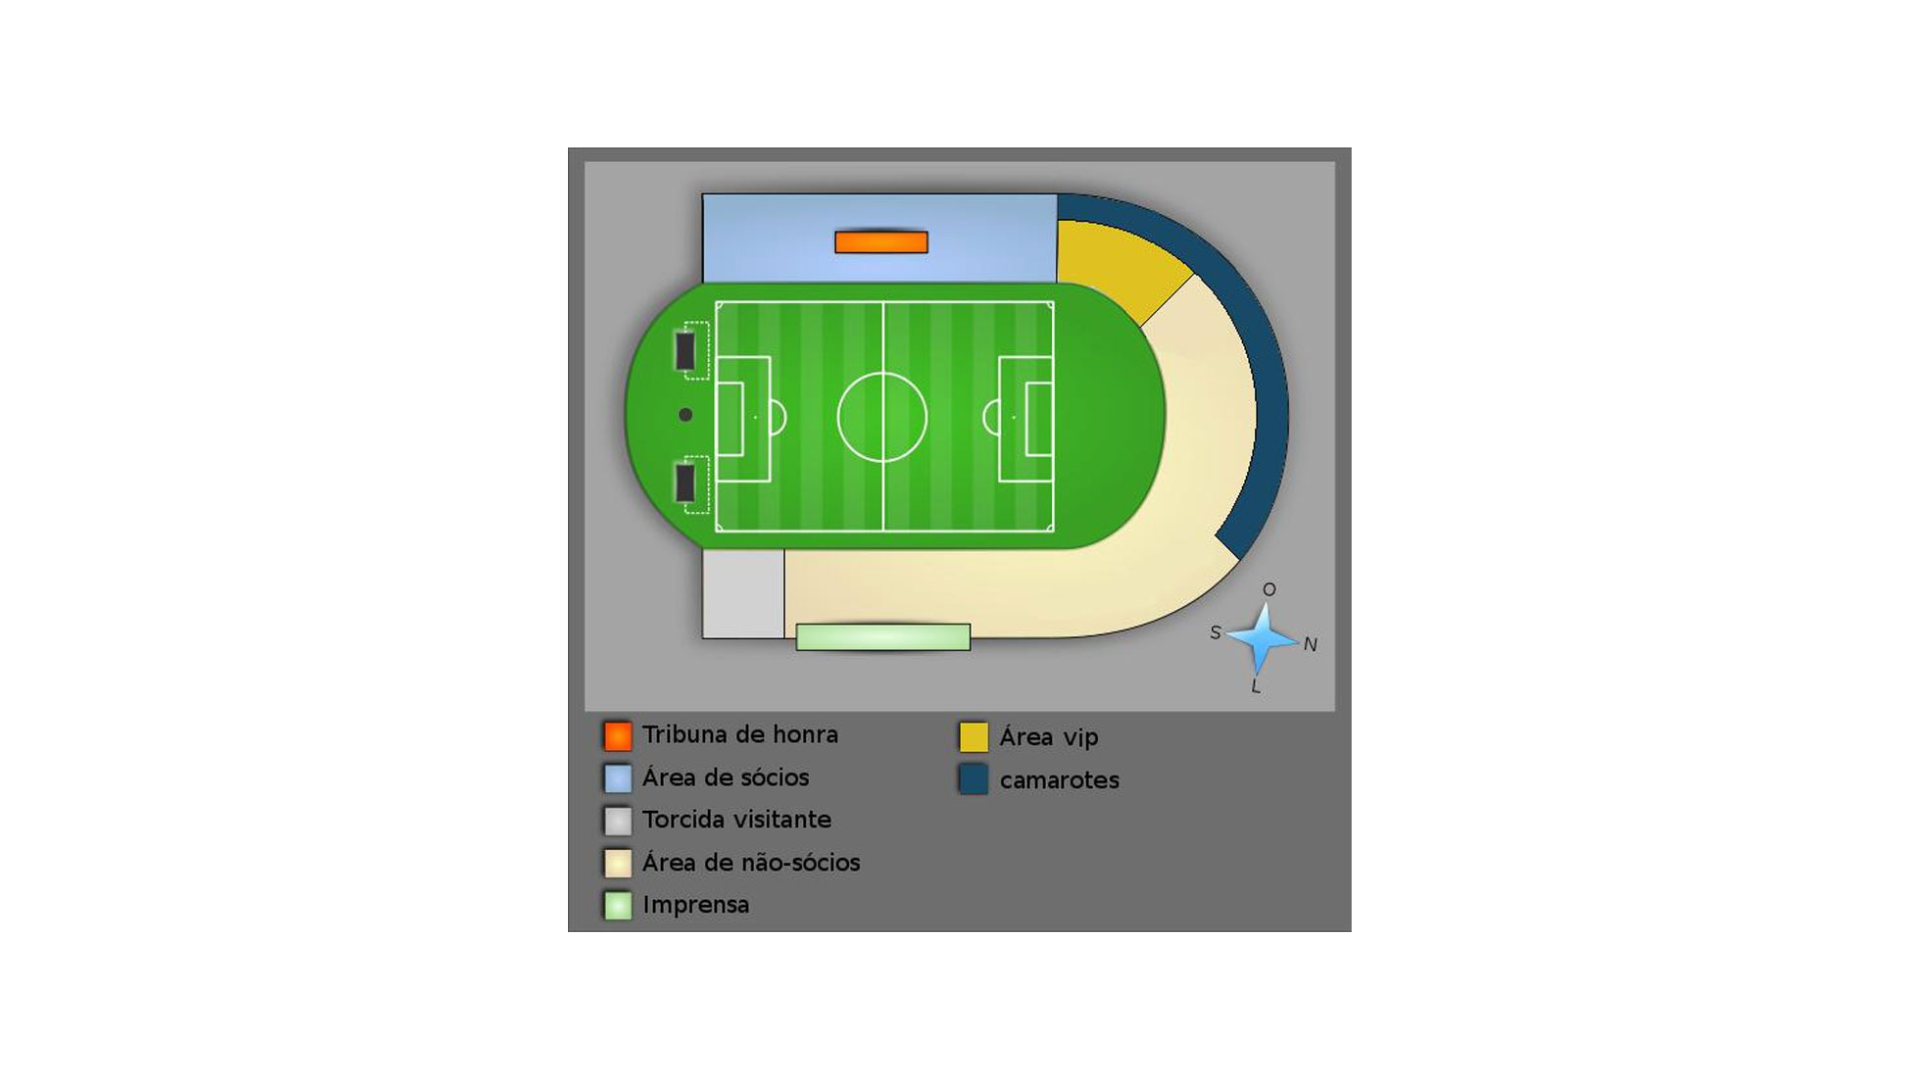 O
S
N
L
Tribuna de honra
Área vip
Área de sócios
camarotes
Torcida visitante
Área de não-sócios
Imprensa